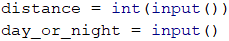 distance = int(input())
day_or_night = input()